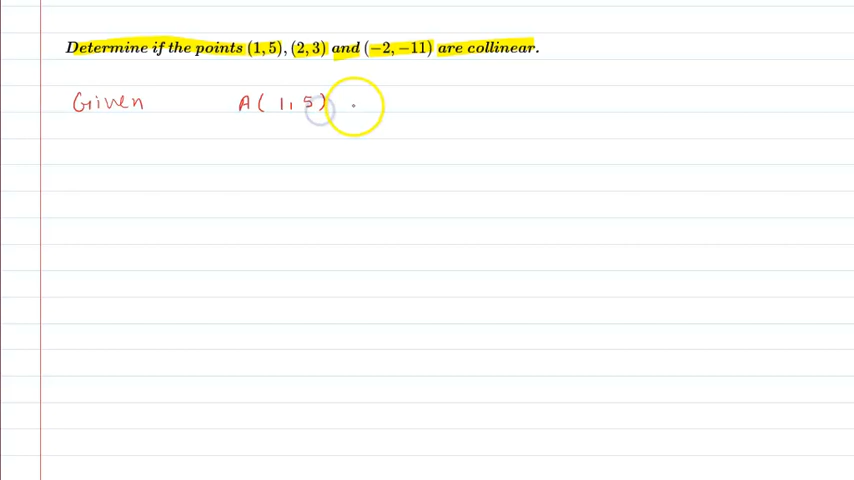 Determine if the points (1, 5), (2, 3) and (−2, −11) are collinear.
Given A( 1, 5)